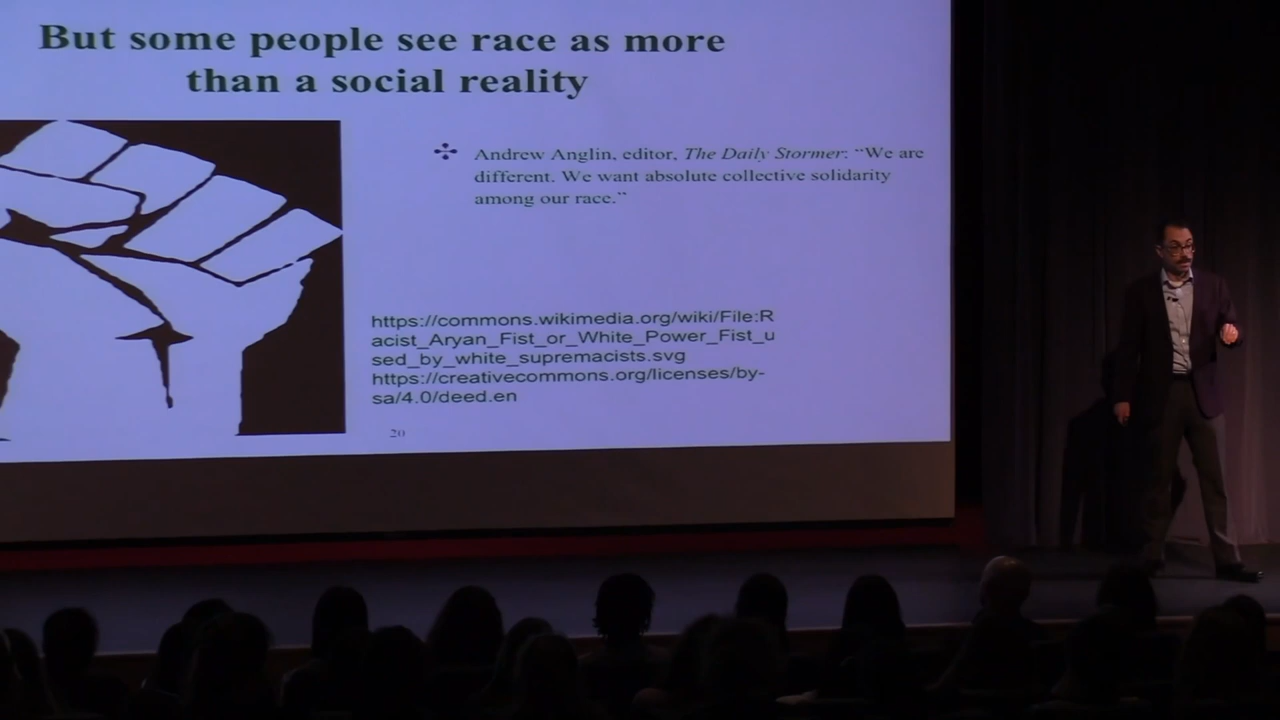 But some people see race as more
than a social reality
Andrew Anglin, editor, The Daily Stormer: “We are
different. We want absolute collective solidarity
among our race.”
https://commons.wikimedia.org/wiki/File:R
acist_Aryan_Fist_or_White_Power_Fist_u
sed_by_white_supremacists.svg
https://creativecommons.org/licenses/by-
sa/4.0/deed.en
20